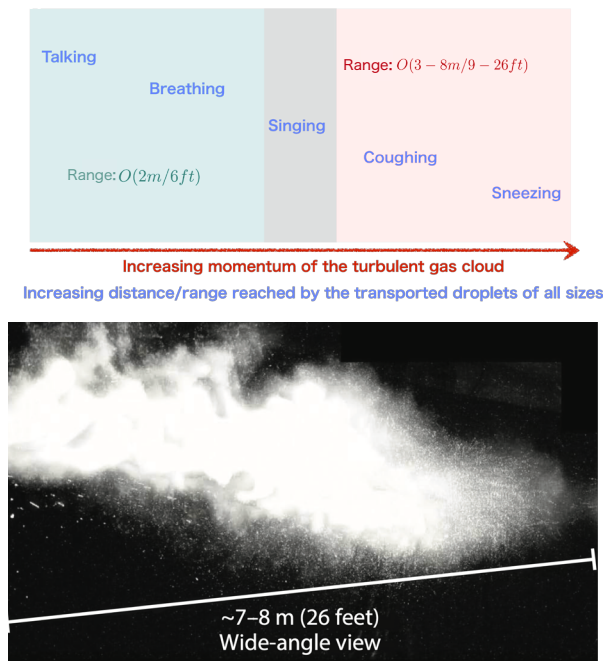 Talking
Breathing
Singing
Range: O(3 − 8m/9 − 26ft)
Coughing
Range: O(2m/6ft)
Sneezing
Increasing momentum of the turbulent gas cloud
Increasing distance/range reached by the transported droplets of all sizes
~7–8 m (26 feet)
Wide-angle view